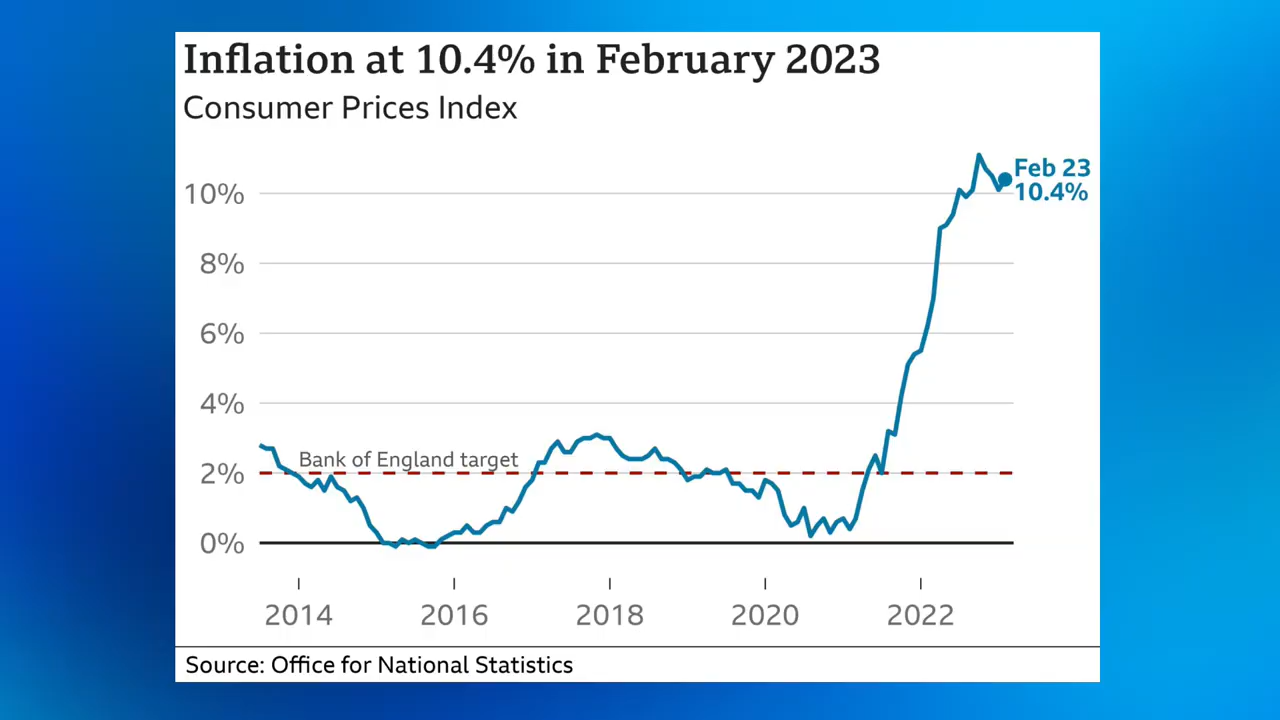 Inflation at 10.4% in February 2023
Consumer Prices Index
Feb 23
10.4%
10%
8%
6%
4%
Bank of England target
2%
0%
2014 2016 2018 2020 2022
Source: Office for National Statistics